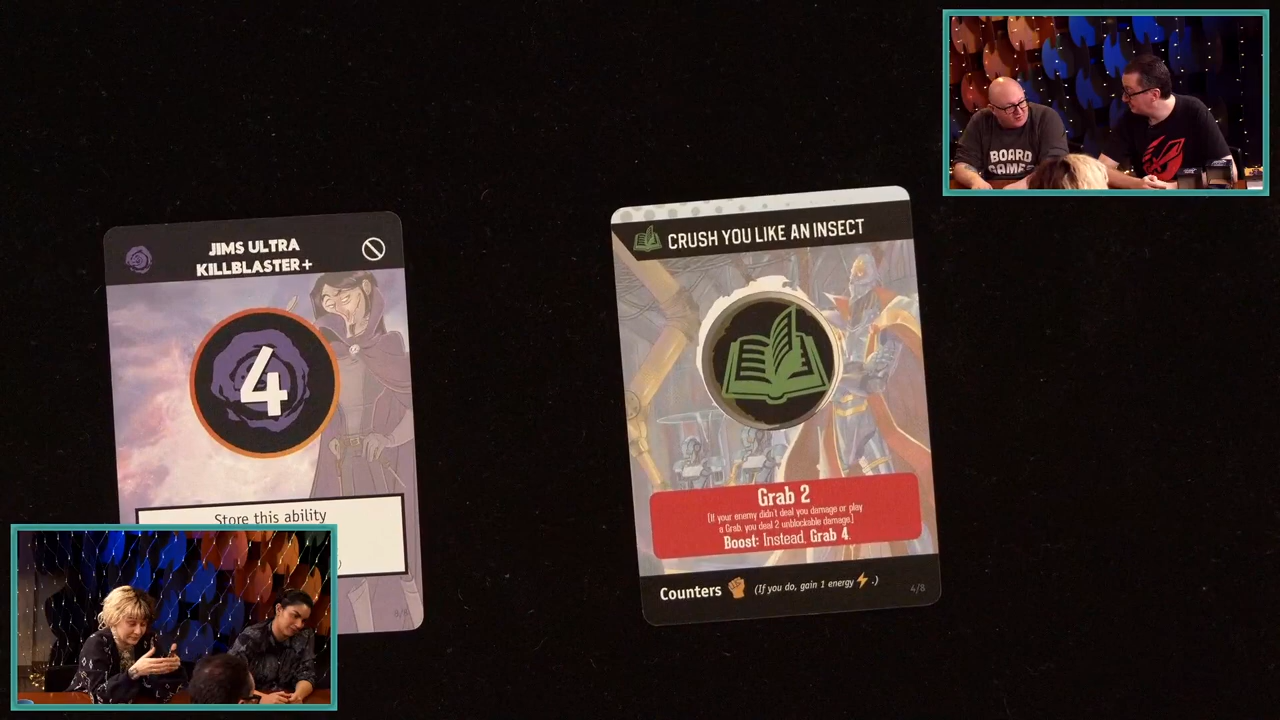 JIMS ULTRA
KILLBLASTER+
4
Store this ability
CRUSH YOU LIKE AN INSECT
Grab 2
(If your enemy didn't deal you damage or play
a Grab, you deal 2 unblockable damage)
Boost: Instead, Grab 4.
Counters (If you do, gain 1 energy .)
4/8
BOARD
GAMES